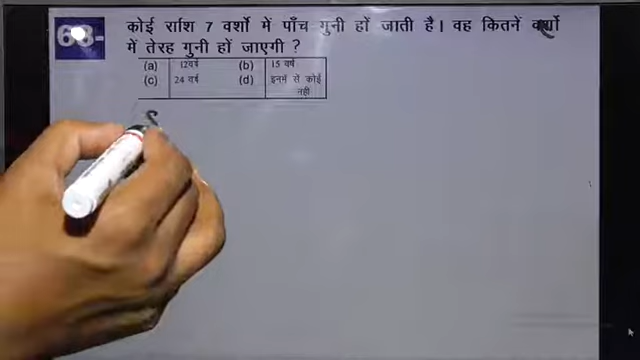 68-
कोई राशि 7 वर्शो में पाँच गुनी हों जाती है। वह कितनें वर्शो
में तेरह गुनी हों जाएगी ?
(a) 12वर्ष (b) 15 वर्ष
(c) 24 वर्ष (d) इनमें से कोई
नहीं